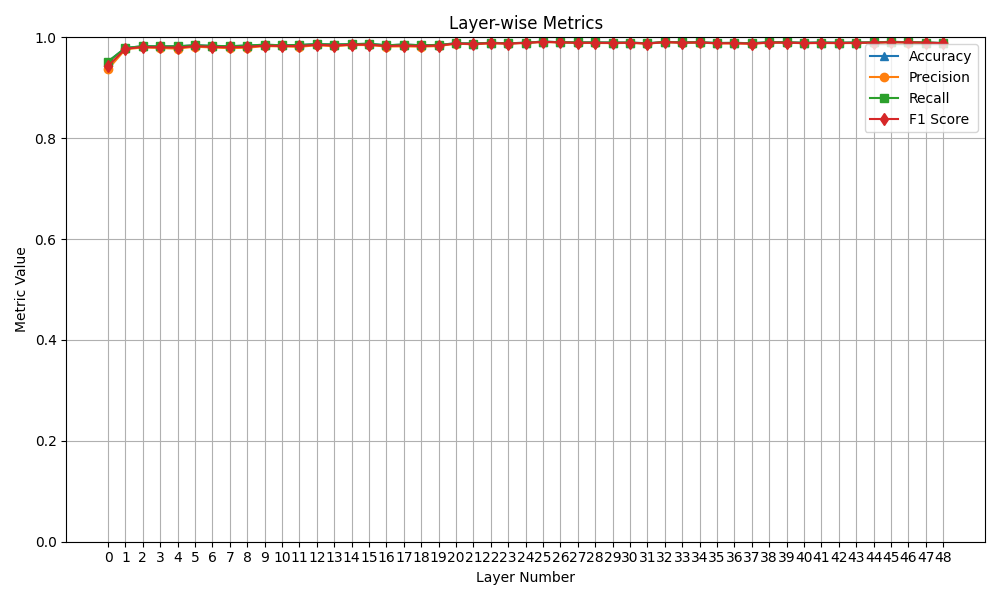 Layer-wise Metrics
1.0
0.8
0.6
0.4
0.2
0.0
Metric Value
Accuracy
Precision
Recall
F1 Score
0 1 2 3 4 5 6 7 8 9 10 11 12 13 14 15 16 17 18 19 20 21 22 23 24 25 26 27 28 29 30 31 32 33 34 35 36 37 38 39 40 41 42 43 44 45 46 47 48
Layer Number